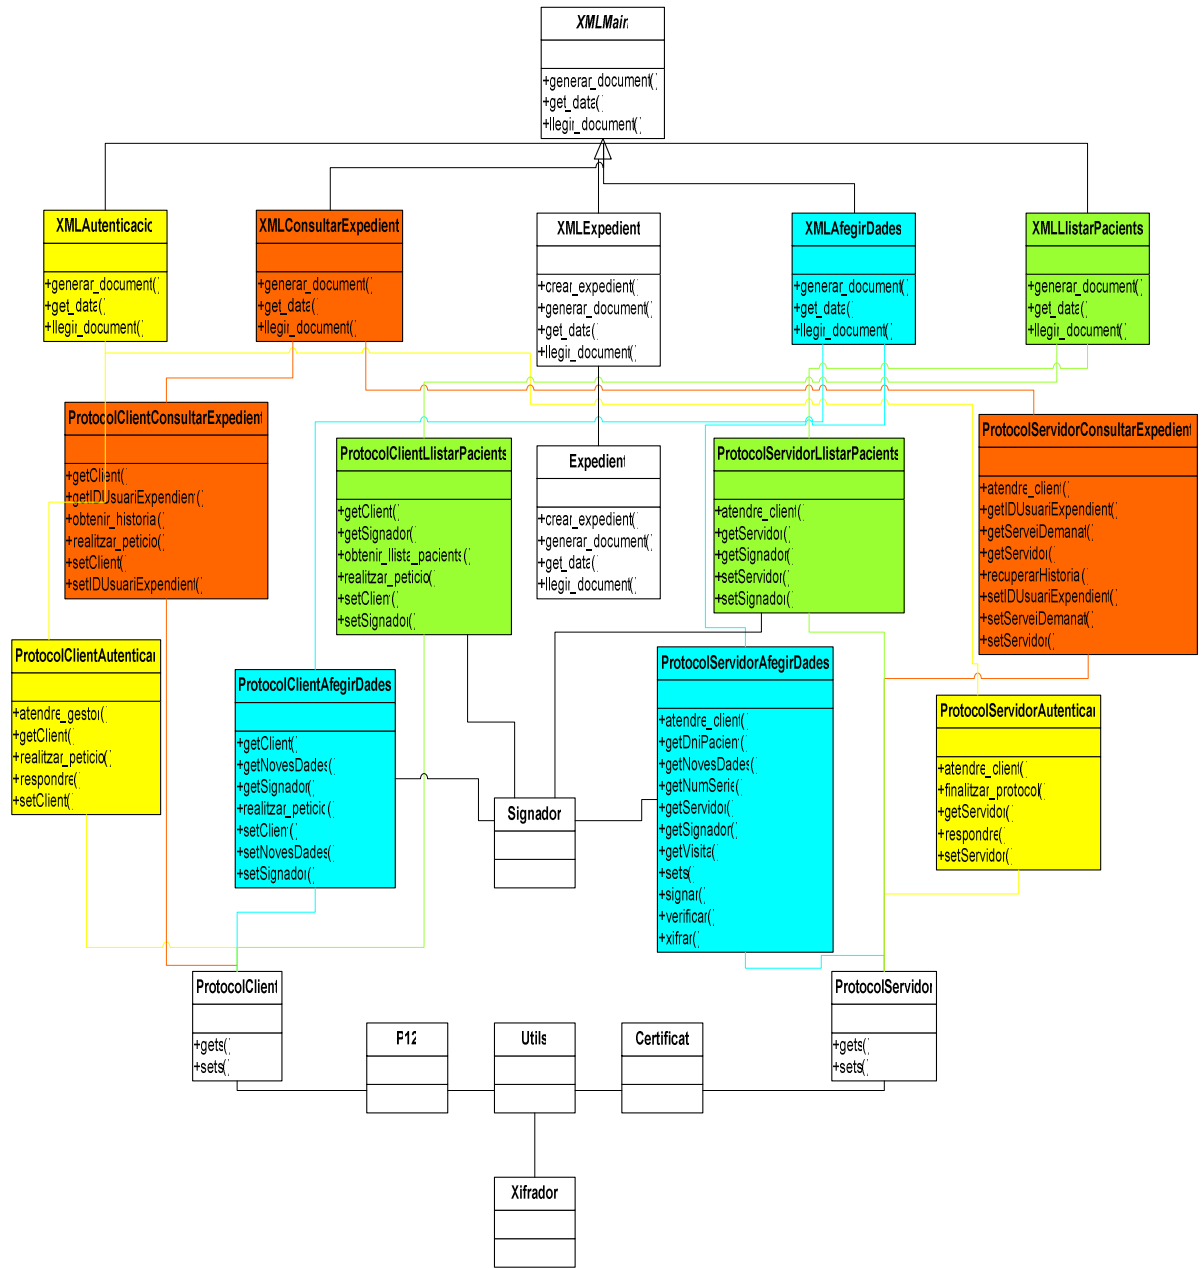 XMLMain
+generar_document()
+get_data()
+llegir_document()
XMLAutenticacio
+generar_document()
+get_data()
+llegir_document()
XMLConsultarExpedient
+generar_document()
+get_data()
+llegir_document()
XMLExpedient
+crear_expedient()
+generar_document()
+get_data()
+llegir_document()
XMLAfegirDades
+generar_document()
+get_data()
+llegir_document()
XMLLlistarPacients
+generar_document()
+get_data()
+llegir_document()
ProtocolClientConsultarExpedient
+getClient()
+getIDUsuariExpendient()
+obtenir_historia()
+realitzar_peticio()
+setClient()
+setIDUsuariExpendient()
ProtocolClientLlistarPacients
+getClient()
+getSignador()
+obtenir_llista_pacients()
+realitzar_peticio()
+setClient()
+setSignador()
Expedient
+crear_expedient()
+generar_document()
+get_data()
+llegir_document()
ProtocolServidorLlistarPacients
+atendre_client()
+getServidor()
+getSignador()
+setServidor()
+setSignador()
ProtocolServidorConsultarExpedient
+atendre_client()
+getIDUsuariExpendient()
+getServeiDemanat()
+getServidor()
+recuperarHistoria()
+setIDUsuariExpendient()
+setServeiDemanat()
+setServidor()
ProtocolClientAutenticar
+atendre_gestor()
+getClient()
+realitzar_peticio()
+respondre()
+setClient()
ProtocolClientAfegirDades
+getClient()
+getNovesDades()
+getSignador()
+realitzar_peticio()
+setClient()
+setNovesDades()
+setSignador()
Signador
ProtocolServidorAfegirDades
+atendre_client()
+getDniPacient()
+getNovesDades()
+getNumSerie()
+getServidor()
+getSignador()
+getVisita()
+sets()
+signar()
+verificar()
+xifrar()
ProtocolServidorAutenticar
+atendre_client()
+finalitzar_protocol()
+getServidor()
+respondre()
+setServidor()
ProtocolClient
+gets()
+sets()
P12
Utils
Certificat
ProtocolServidor
+gets()
+sets()
Xifrador